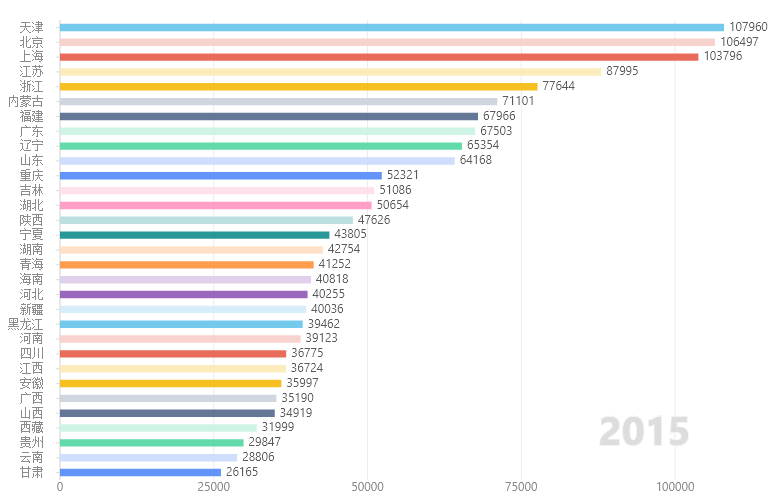 天津 107960
北京 106497
上海 103796
江苏 87995
浙江 77644
内蒙古 71101
福建 67966
广东 67503
辽宁 65354
山东 64168
重庆 52321
吉林 51086
湖北 50654
陕西 47626
宁夏 43805
湖南 42754
青海 41252
海南 40818
河北 40255
新疆 40036
黑龙江 39462
河南 39123
四川 36775
江西 36724
安徽 35997
广西 35190
山西 34919
西藏 31999
贵州 29847
云南 28806
甘肃 26165
2015
0 25000 50000 75000 100000